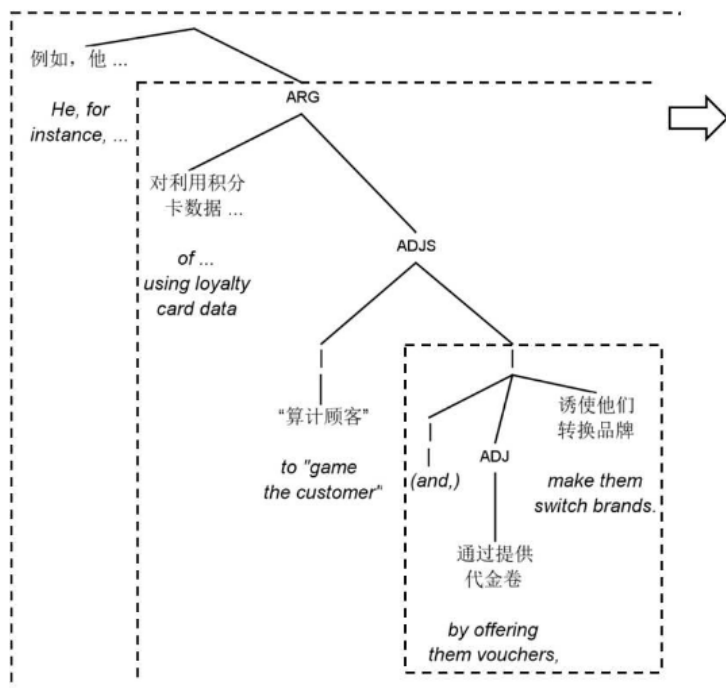 例如，他 ...
He, for
instance, ...
ARG
对利用积分
卡数据 ...
of ...
using loyalty
card data
ADJS
“算计顾客”
to "game
the customer"
(and,)
ADJ
通过提供
代金卷
by offering
them vouchers,
诱使他们
转换品牌
make them
switch brands.